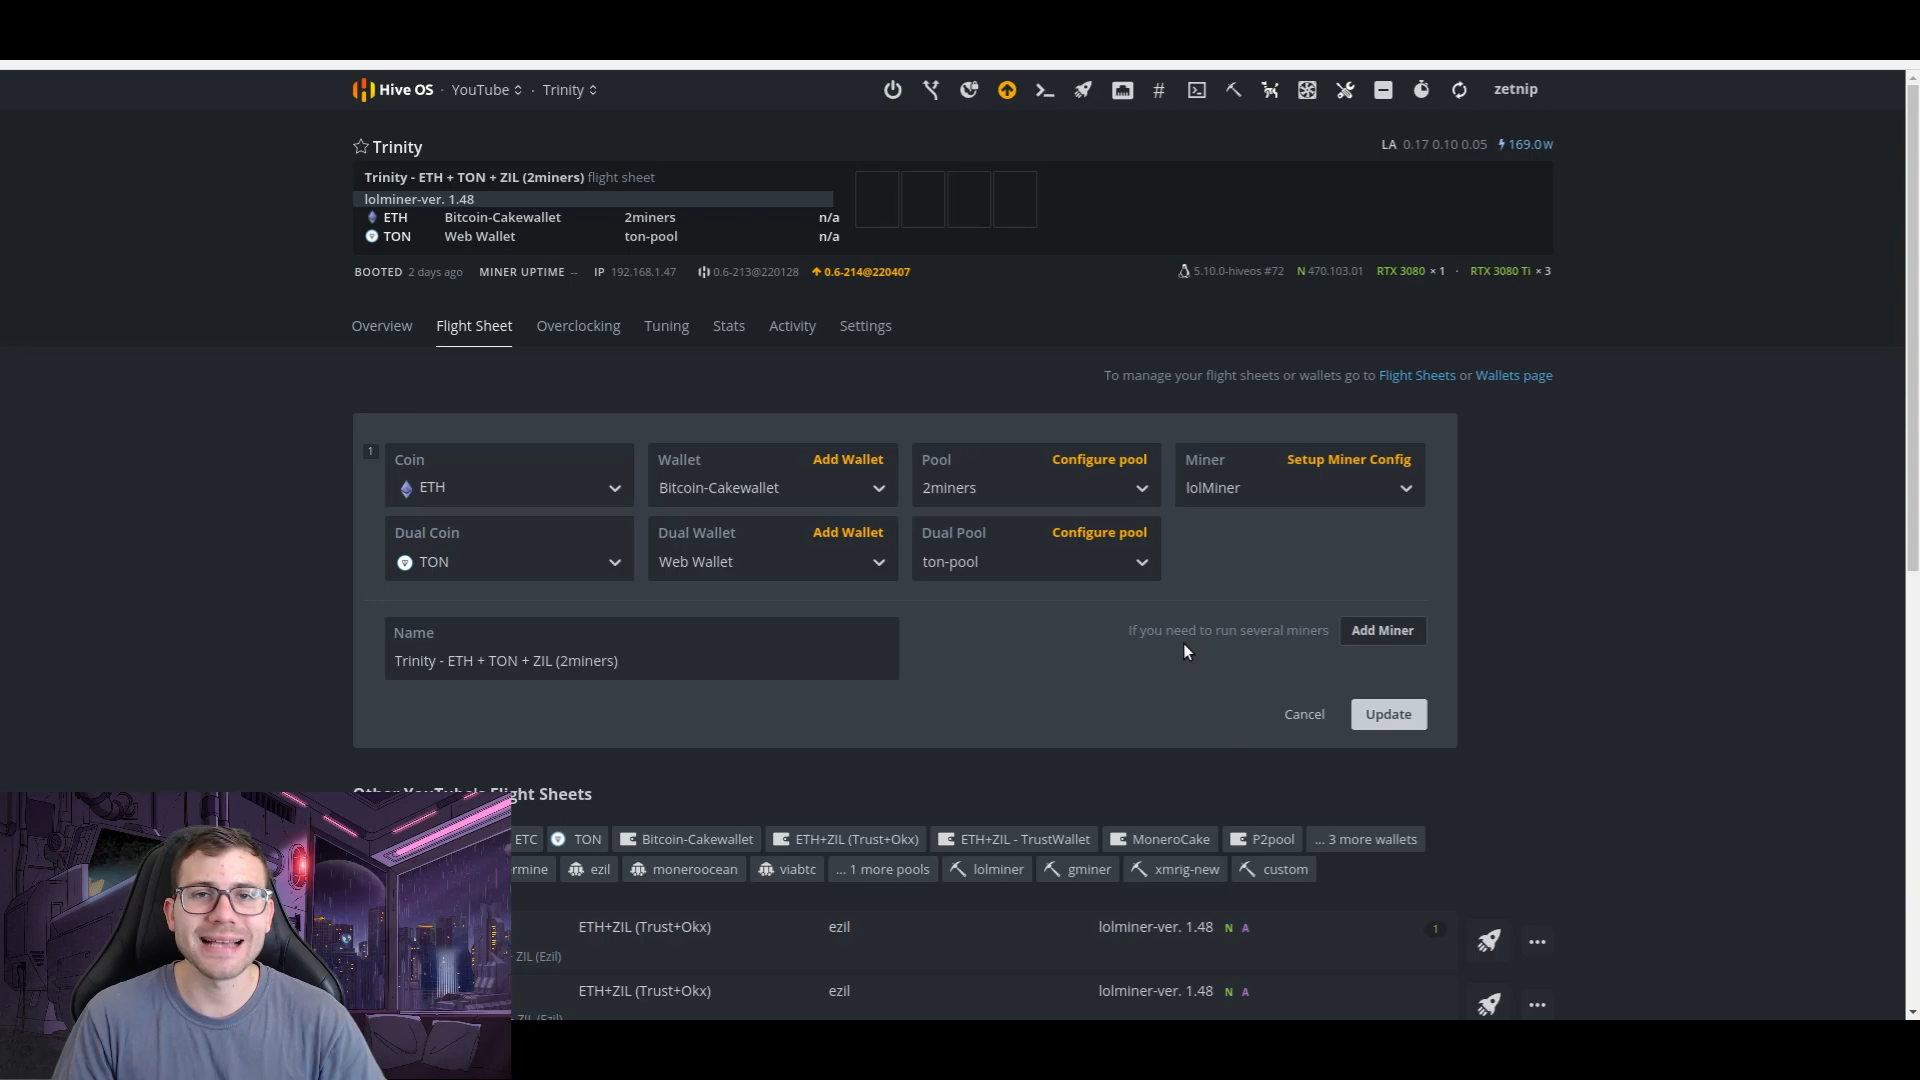 Hive OS · YouTube · Trinity
zetnip
Trinity
LA 0.17 0.10 0.05 169.0 W
Trinity - ETH + TON + ZIL (2miners) flight sheet
lolminer-ver. 1.48
ETH Bitcoin-Cakewallet 2miners n/a
TON Web Wallet ton-pool n/a
BOOTED 2 days ago MINER UPTIME -- IP 192.168.1.47 0.6-213@220128 0.6-214@220407
5.10.0-hiveos #72 N 470.103.01 RTX 3080 × 1 · RTX 3080 Ti × 3
Overview Flight Sheet Overclocking Tuning Stats Activity Settings
To manage your flight sheets or wallets go to Flight Sheets or Wallets page
1
Coin Wallet Add Wallet Pool Configure pool Miner Setup Miner Config
ETH Bitcoin-Cakewallet 2miners lolMiner
Dual Coin Dual Wallet Add Wallet Dual Pool Configure pool
TON Web Wallet ton-pool
Name
Trinity - ETH + TON + ZIL (2miners)
If you need to run several miners Add Miner
Cancel Update
Flight Sheets
ETC TON Bitcoin-Cakewallet ETH+ZIL (Trust+Okx) ETH+ZIL - TrustWallet MoneroCake P2pool ... 3 more wallets
rmine ezil moneroocean viabtc ... 1 more pools lolminer gminer xmrig-new custom
ETH+ZIL (Trust+Okx) ezil lolminer-ver. 1.48 N A 1
ZIL (Ezil)
ETH+ZIL (Trust+Okx) ezil lolminer-ver. 1.48 N A